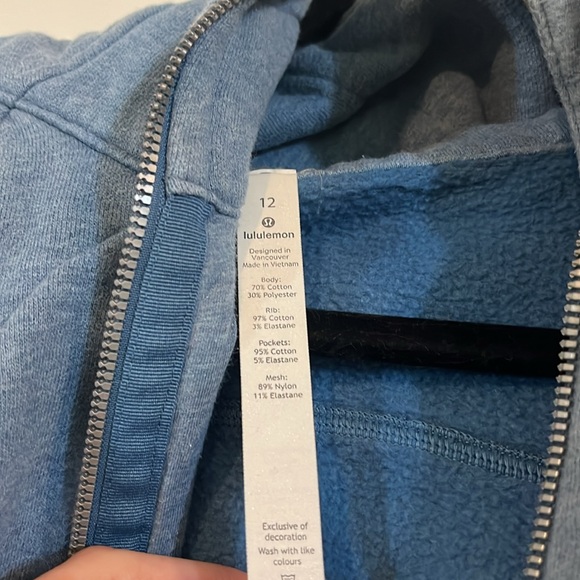 12
lululemon
Designed in
Vancouver
Made in Vietnam
Body:
70% Cotton
30% Polyester
Rib:
97% Cotton
3% Elastane
Pockets:
95% Cotton
5% Elastane
Mesh:
89% Nylon
11% Elastane
Exclusive of
decoration
Wash with like
colours